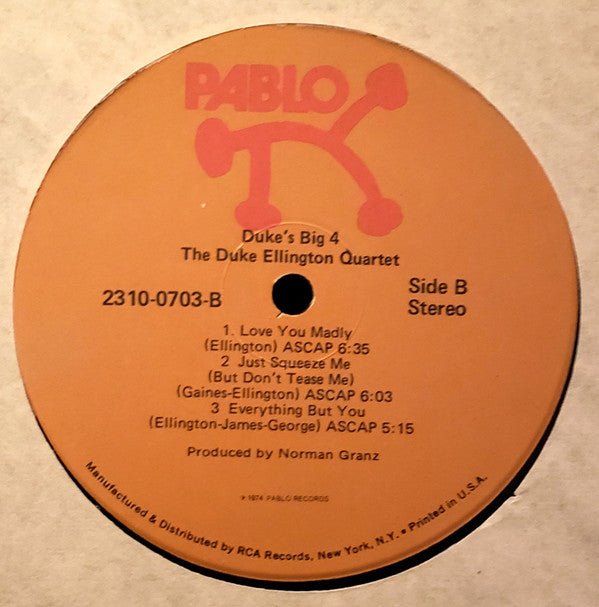 PABLO
Duke's Big 4
The Duke Ellington Quartet
2310-0703-B
Side B
Stereo
1. Love You Madly
(Ellington) ASCAP 6:35
2 Just Squeeze Me
(But Don't Tease Me)
(Gaines-Ellington) ASCAP 6:03
3 Everything But You
(Ellington-James-George) ASCAP 5:15
Produced by Norman Granz
℗ 1974 PABLO RECORDS
Manufactured & Distributed by RCA Records, New York, N.Y. • Printed in U.S.A.